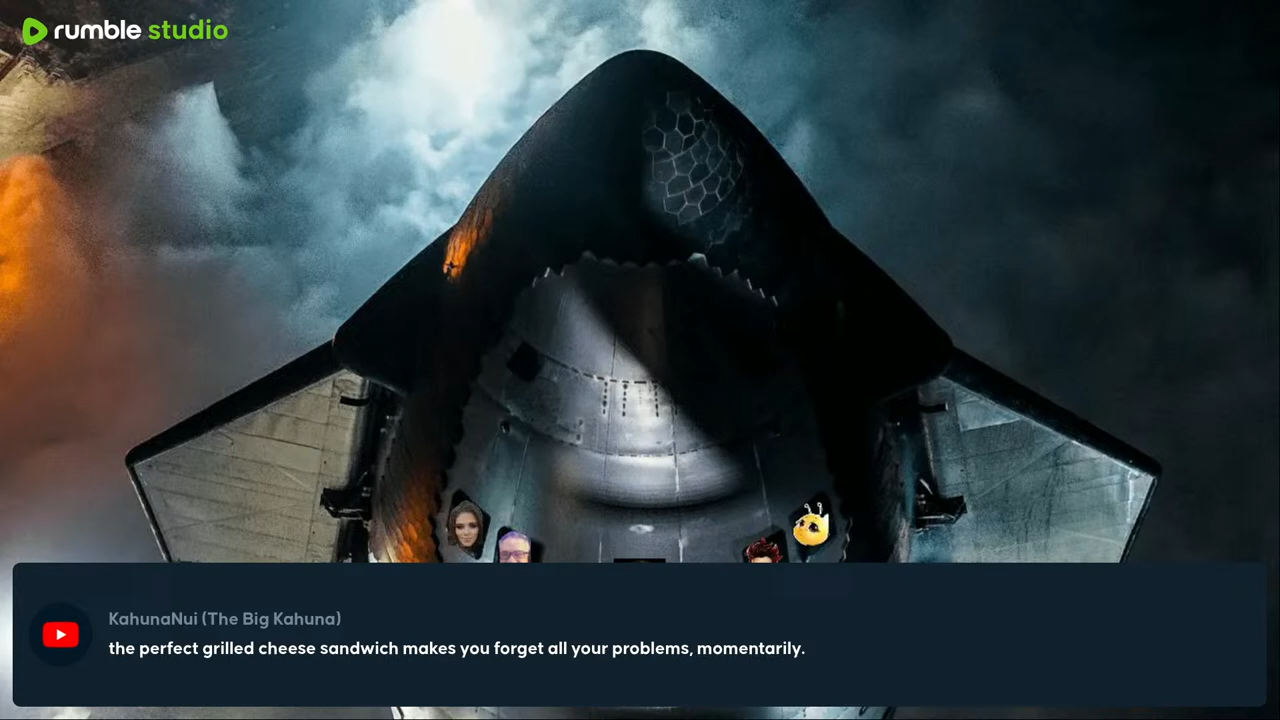 rumble studio
KahunaNui (The Big Kahuna)
the perfect grilled cheese sandwich makes you forget all your problems, momentarily.